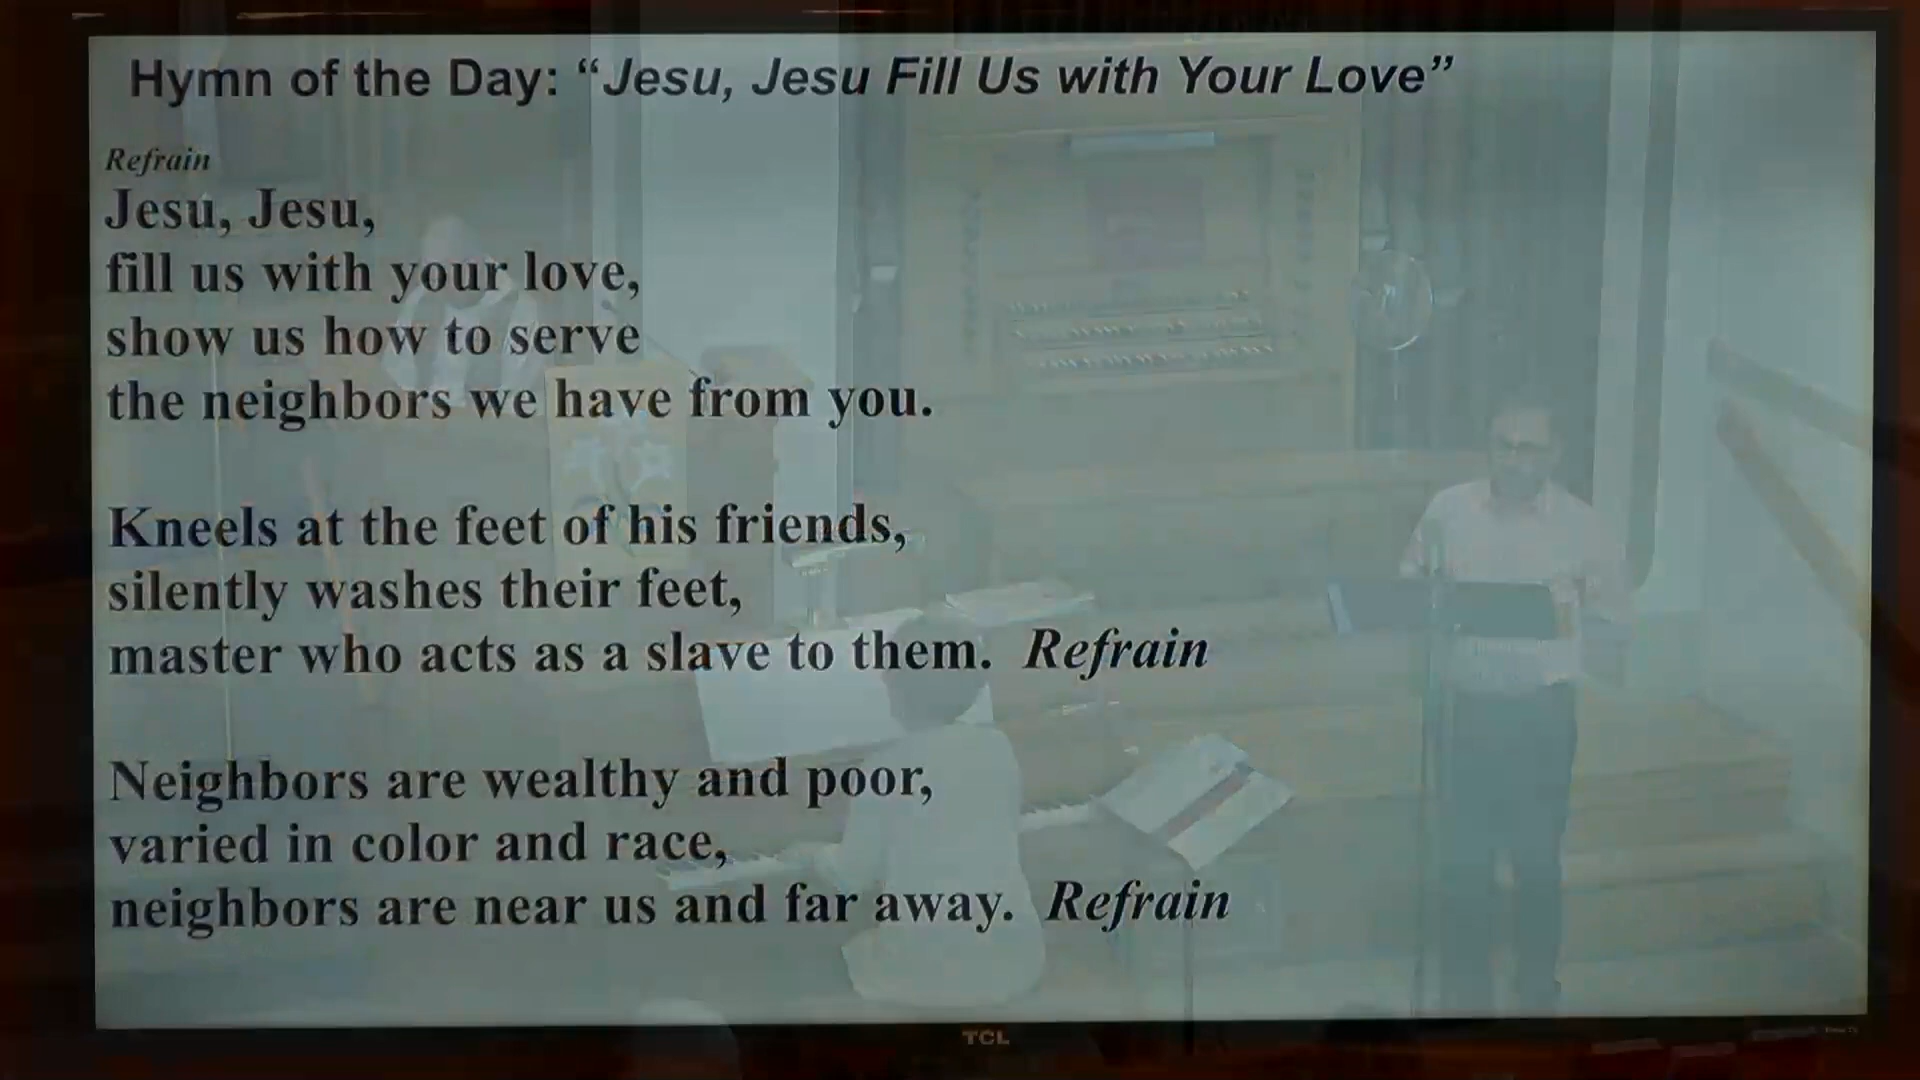 Hymn of the Day: “Jesu, Jesu Fill Us with Your Love”
Refrain
Jesu, Jesu,
fill us with your love,
show us how to serve
the neighbors we have from you.
Kneels at the feet of his friends,
silently washes their feet,
master who acts as a slave to them. Refrain
Neighbors are wealthy and poor,
varied in color and race,
neighbors are near us and far away. Refrain
TCL